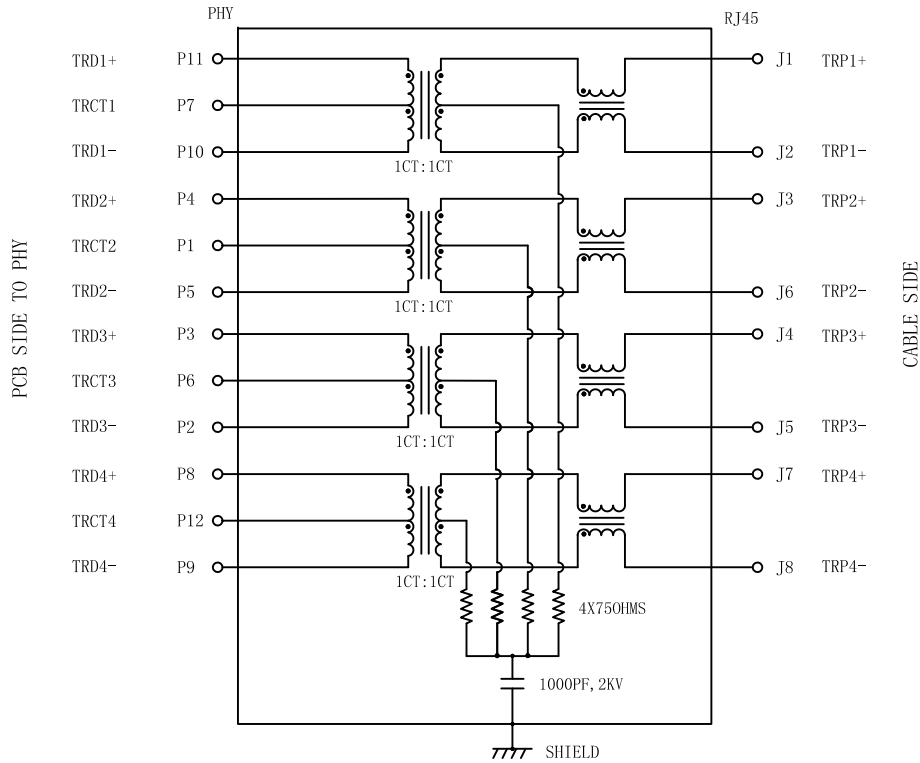 PHY
RJ45
TRD1+ P11 J1 TRP1+
TRCT1 P7
TRD1- P10 J2 TRP1-
1CT:1CT
TRD2+ P4 J3 TRP2+
TRCT2 P1
TRD2- P5 J6 TRP2-
1CT:1CT
TRD3+ P3 J4 TRP3+
TRCT3 P6
TRD3- P2 J5 TRP3-
1CT:1CT
TRD4+ P8 J7 TRP4+
TRCT4 P12
TRD4- P9 J8 TRP4-
1CT:1CT
4X75OHMS
1000PF,2KV
SHIELD
PCB SIDE TO PHY
CABLE SIDE